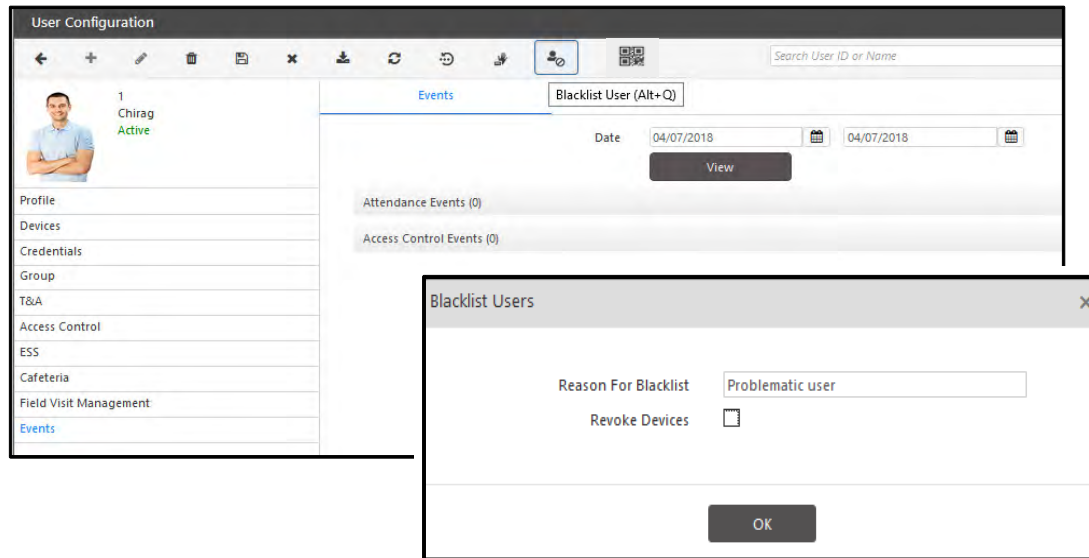 User Configuration
Search User ID or Name
1
Chirag
Active
Events
Blacklist User (Alt+Q)
Date 04/07/2018 04/07/2018
View
Profile
Devices
Credentials
Group
T&A
Access Control
ESS
Cafeteria
Field Visit Management
Events
Attendance Events (0)
Access Control Events (0)
Blacklist Users
Reason For Blacklist Problematic user
Revoke Devices
OK